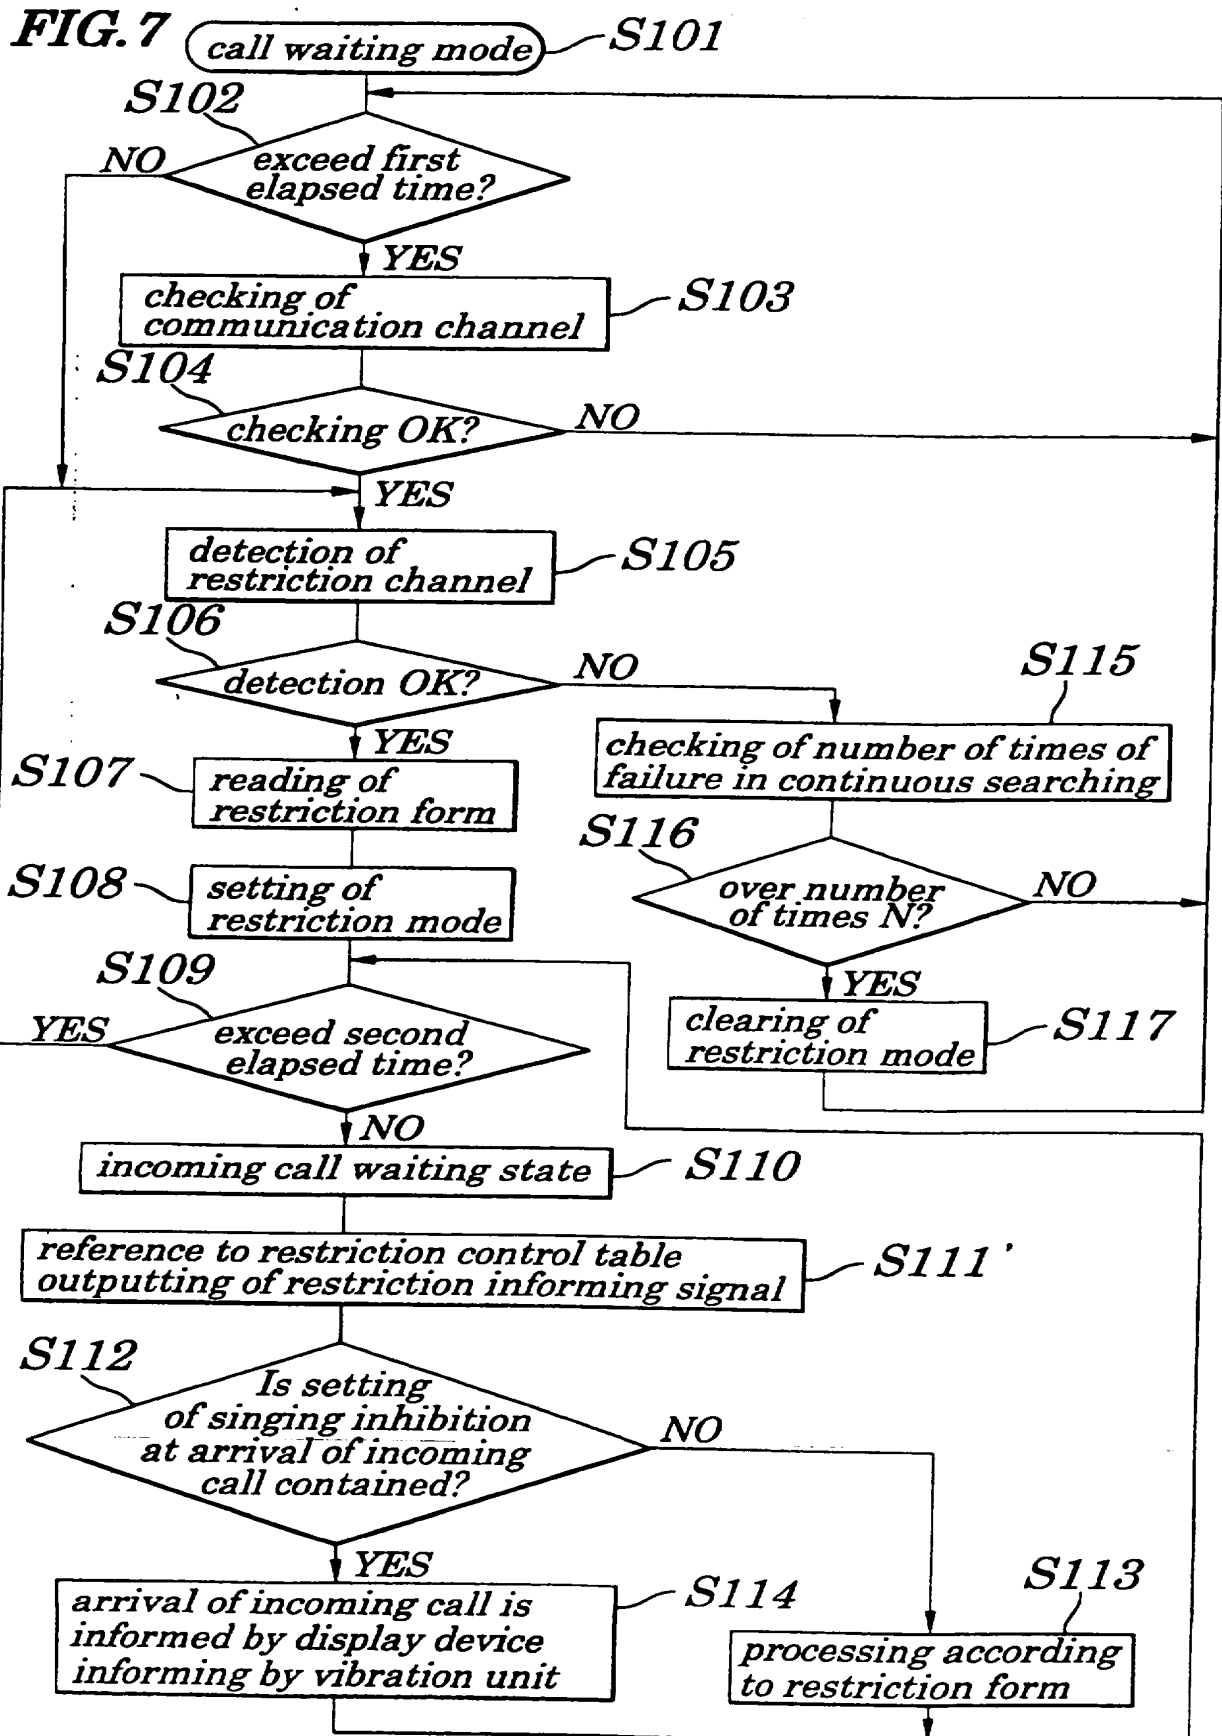 FIG. 7
call waiting mode
S101
S102
NO
exceed first
elapsed time?
YES
checking of
communication channel
S103
S104
checking OK?
NO
YES
detection of
restriction channel
S105
S106
detection OK?
NO
S115
YES
checking of number of times of
failure in continuous searching
S107
reading of
restriction form
S116
over number
of times N?
NO
S108
setting of
restriction mode
S109
YES
exceed second
elapsed time?
YES
clearing of
restriction mode
S117
NO
incoming call waiting state
S110
reference to restriction control table
outputting of restriction informing signal
S111'
S112
Is setting
of singing inhibition
at arrival of incoming
call contained?
NO
YES
S113
arrival of incoming call is
informed by display device
informing by vibration unit
S114
processing according
to restriction form